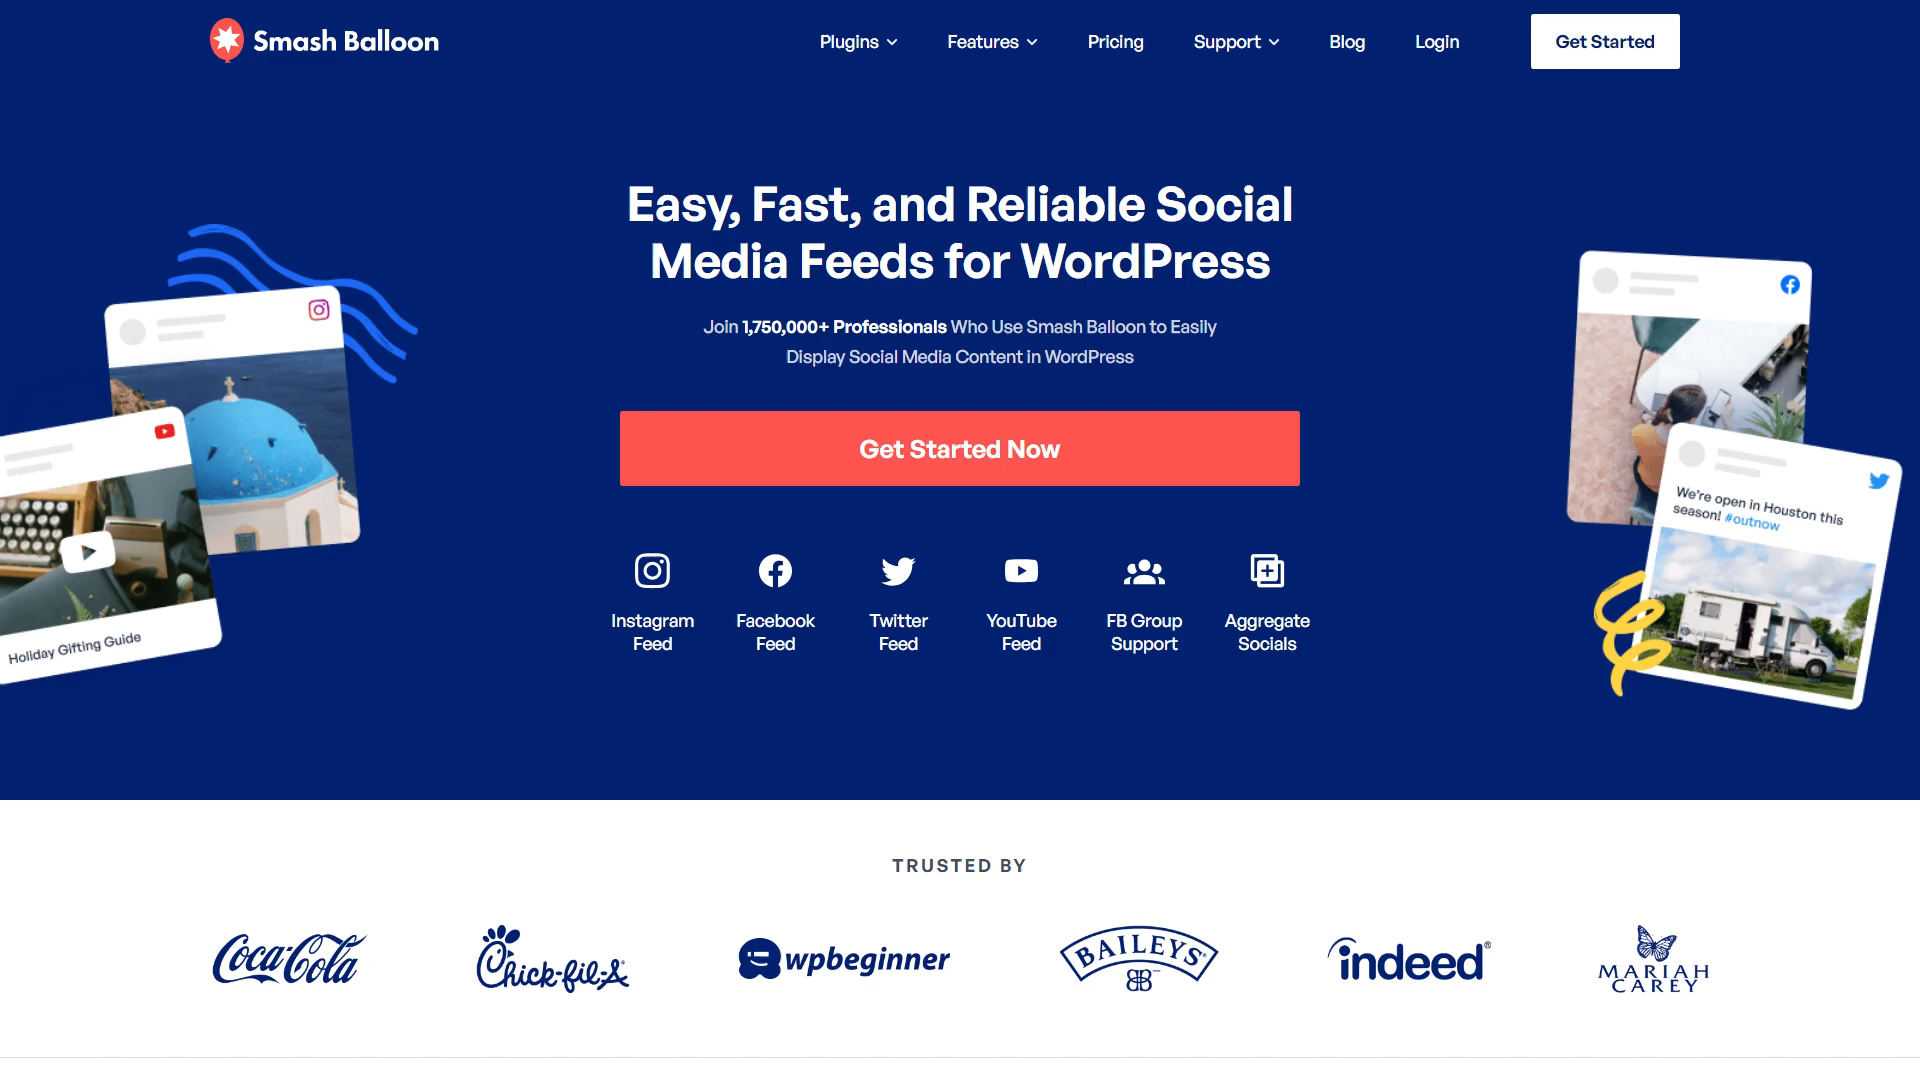 Smash Balloon
Plugins
Features
Pricing
Support
Blog
Login
Get Started
Easy, Fast, and Reliable Social
Media Feeds for WordPress
Join 1,750,000+ Professionals Who Use Smash Balloon to Easily
Display Social Media Content in WordPress
Get Started Now
Instagram
Feed
Facebook
Feed
Twitter
Feed
YouTube
Feed
FB Group
Support
Aggregate
Socials
Holiday Gifting Guide
We're open in Houston this
season! #outnow
TRUSTED BY
Coca-Cola
Chick-fil-A
wpbeginner
BAILEYS
indeed
MARIAH
CAREY